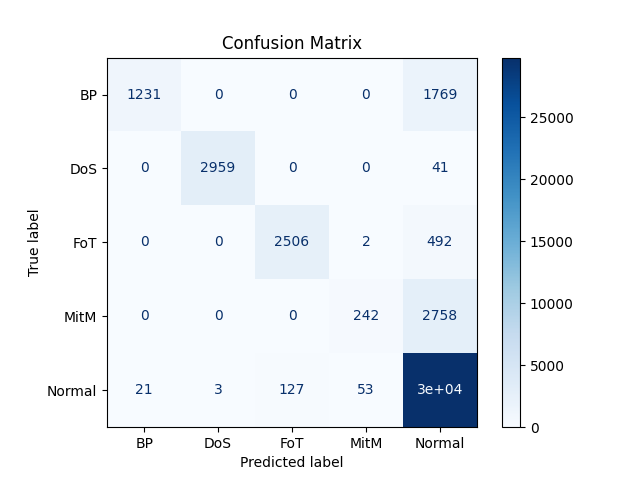 Confusion Matrix
True label
BP 1231 0 0 0 1769
DoS 0 2959 0 0 41
FoT 0 0 2506 2 492
MitM 0 0 0 242 2758
Normal 21 3 127 53 3e+04
BP DoS FoT MitM Normal
Predicted label
25000
20000
15000
10000
5000
0